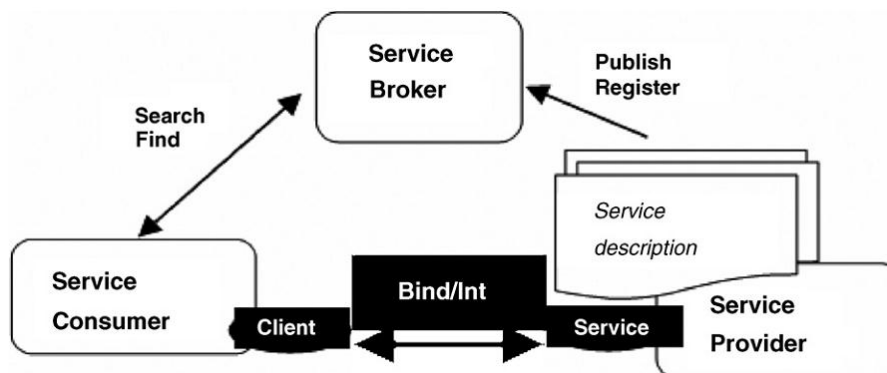 Service
Broker
Publish
Register
Search
Find
Service
description
Service
Consumer
Bind/Int
Client
Service
Service
Provider